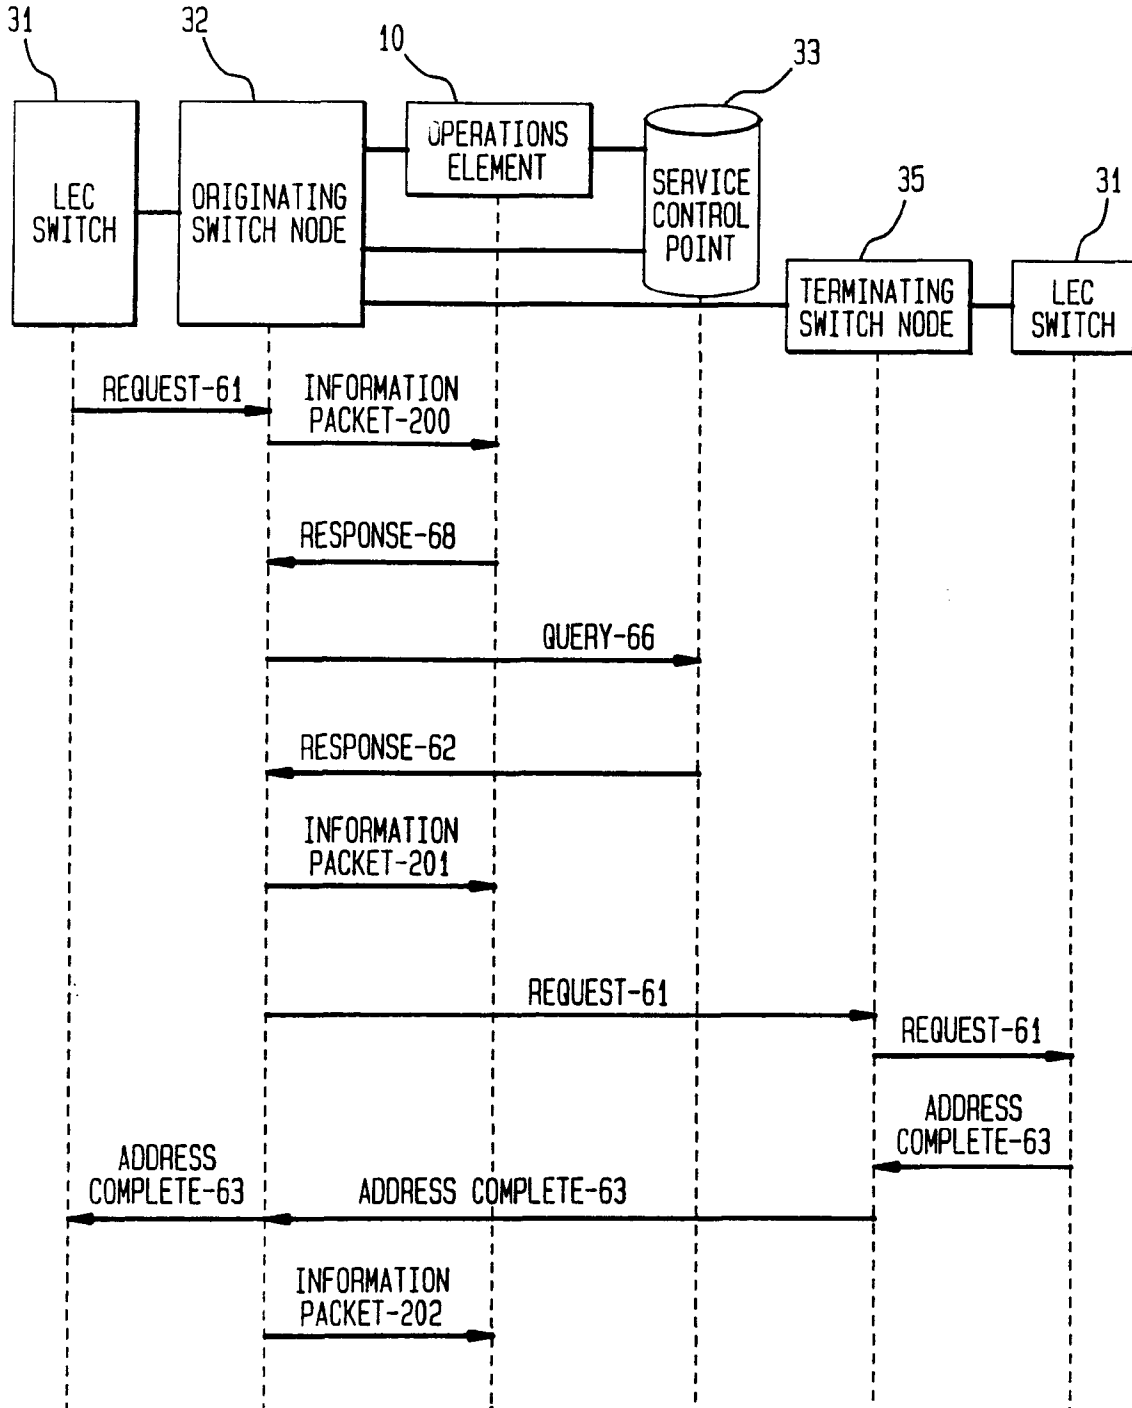 31
32
10
33
35
31
LEC
SWITCH
ORIGINATING
SWITCH NODE
OPERATIONS
ELEMENT
SERVICE
CONTROL
POINT
TERMINATING
SWITCH NODE
LEC
SWITCH
REQUEST-61
INFORMATION
PACKET-200
RESPONSE-68
QUERY-66
RESPONSE-62
INFORMATION
PACKET-201
REQUEST-61
REQUEST-61
ADDRESS
COMPLETE-63
ADDRESS
COMPLETE-63
ADDRESS COMPLETE-63
INFORMATION
PACKET-202